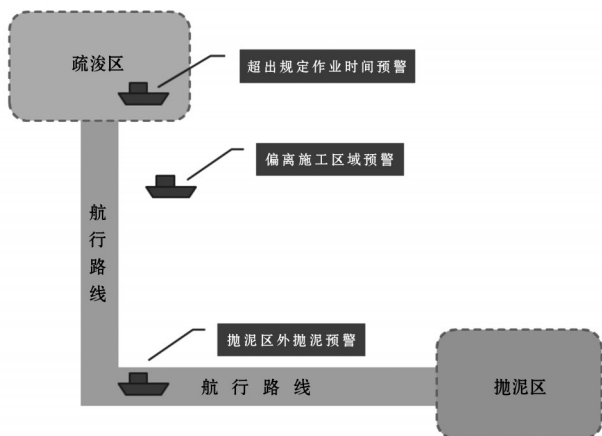 疏浚区
超出规定作业时间预警
偏离施工区域预警
航行路线
抛泥区外抛泥预警
航行路线
抛泥区